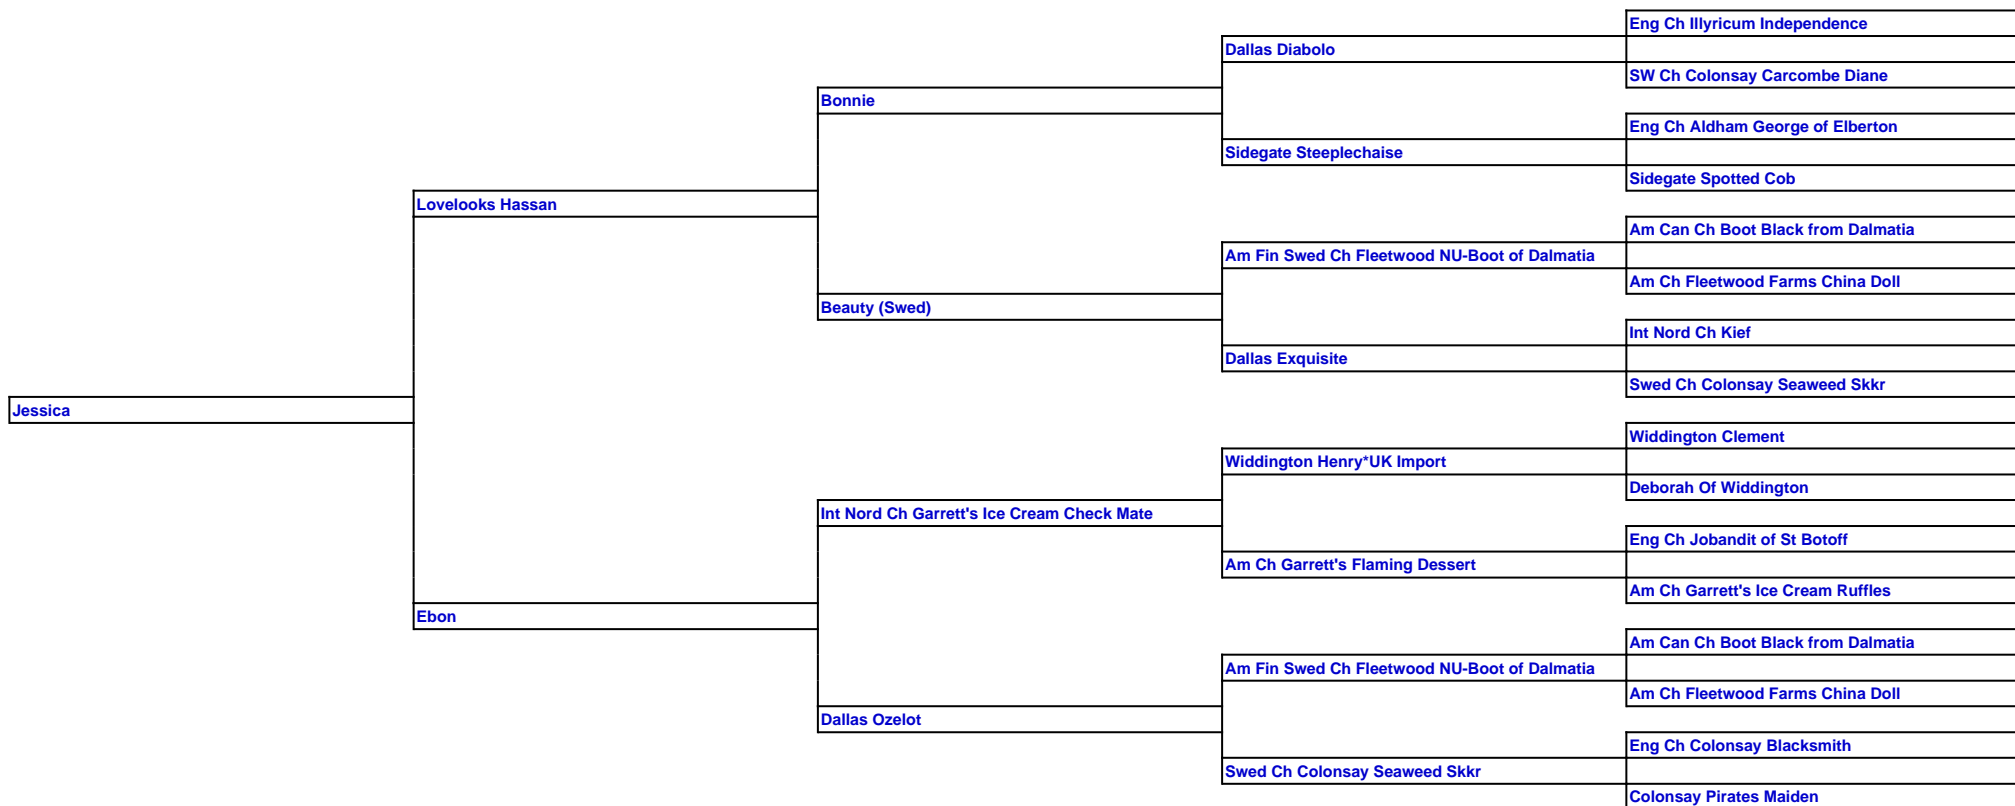 Eng Ch Illyricum Independence
Dallas Diabolo
SW Ch Colonsay Carcombe Diane
Bonnie
Eng Ch Aldham George of Elberton
Sidegate Steeplechaise
Sidegate Spotted Cob
Lovelooks Hassan
Am Can Ch Boot Black from Dalmatia
Am Fin Swed Ch Fleetwood NU-Boot of Dalmatia
Am Ch Fleetwood Farms China Doll
Beauty (Swed)
Int Nord Ch Kief
Dallas Exquisite
Swed Ch Colonsay Seaweed Skkr
Jessica
Widdington Clement
Widdington Henry*UK Import
Deborah Of Widdington
Int Nord Ch Garrett's Ice Cream Check Mate
Eng Ch Jobandit of St Botoff
Am Ch Garrett's Flaming Dessert
Am Ch Garrett's Ice Cream Ruffles
Ebon
Am Can Ch Boot Black from Dalmatia
Am Fin Swed Ch Fleetwood NU-Boot of Dalmatia
Am Ch Fleetwood Farms China Doll
Dallas Ozelot
Eng Ch Colonsay Blacksmith
Swed Ch Colonsay Seaweed Skkr
Colonsay Pirates Maiden